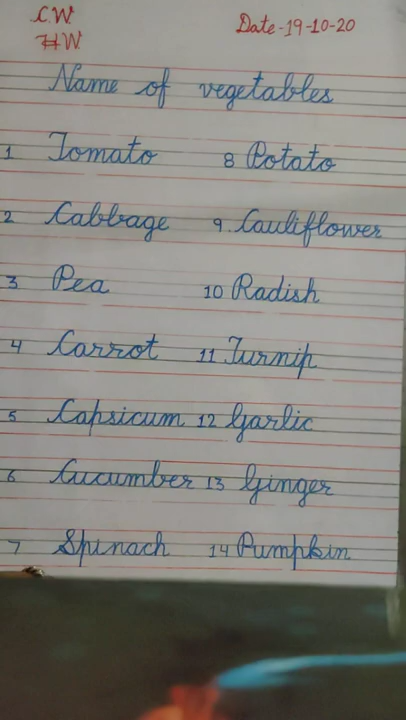 C.W Date-19-10-20
HW
Name of vegetables
1 Tomato 8 Potato
2 Cabbage 9. Cauliflower
3 Pea 10 Radish
4 Carrot 11. Turnip
5 Capsicum 12 Garlic
6 Cucumber 13 Ginger
7 Spinach 14 Pumpkin